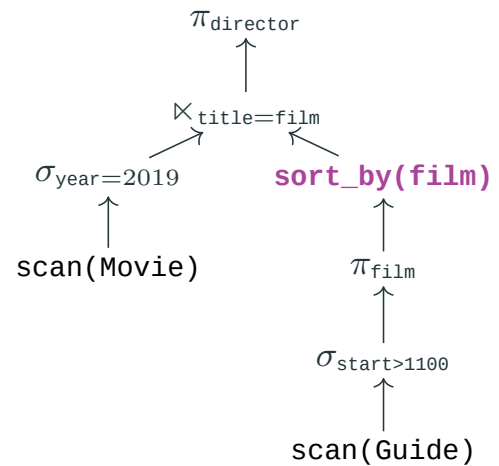 π director
⋉ title=film
σ year=2019
sort_by(film)
scan(Movie)
π film
σ start>1100
scan(Guide)